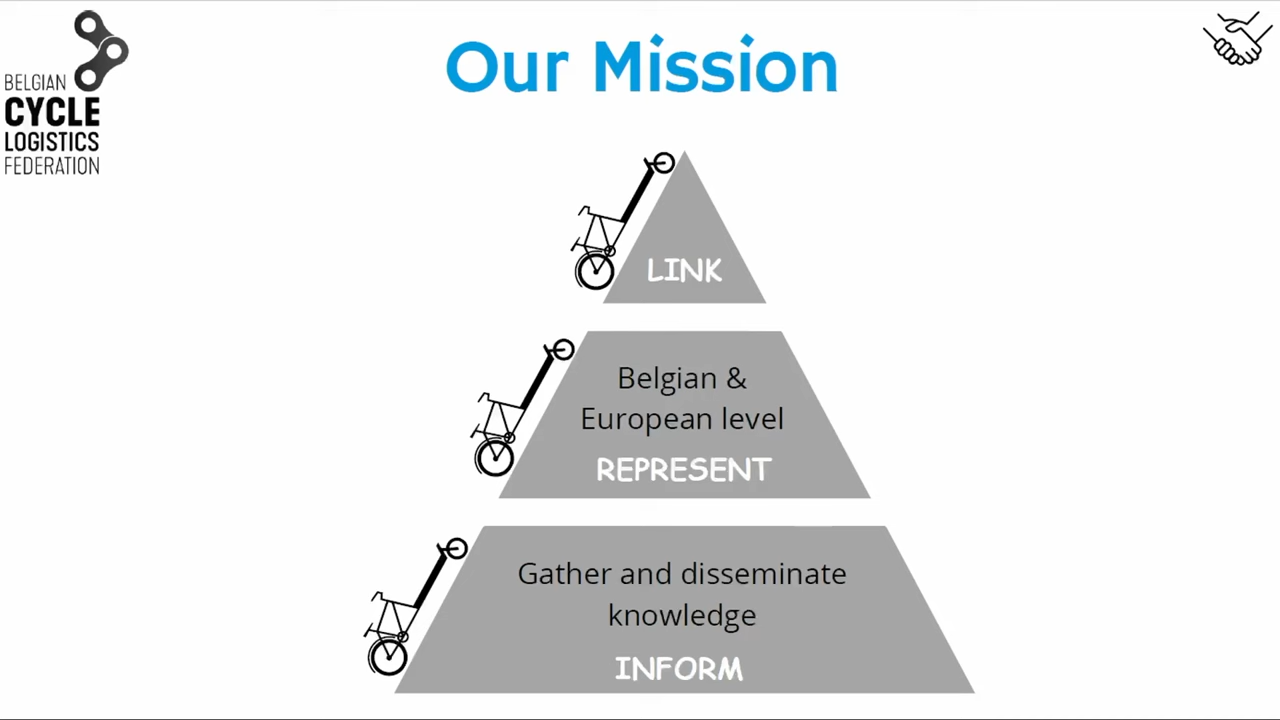 BELGIAN
CYCLE
LOGISTICS
FEDERATION
Our Mission
LINK
Belgian &
European level
REPRESENT
Gather and disseminate
knowledge
INFORM